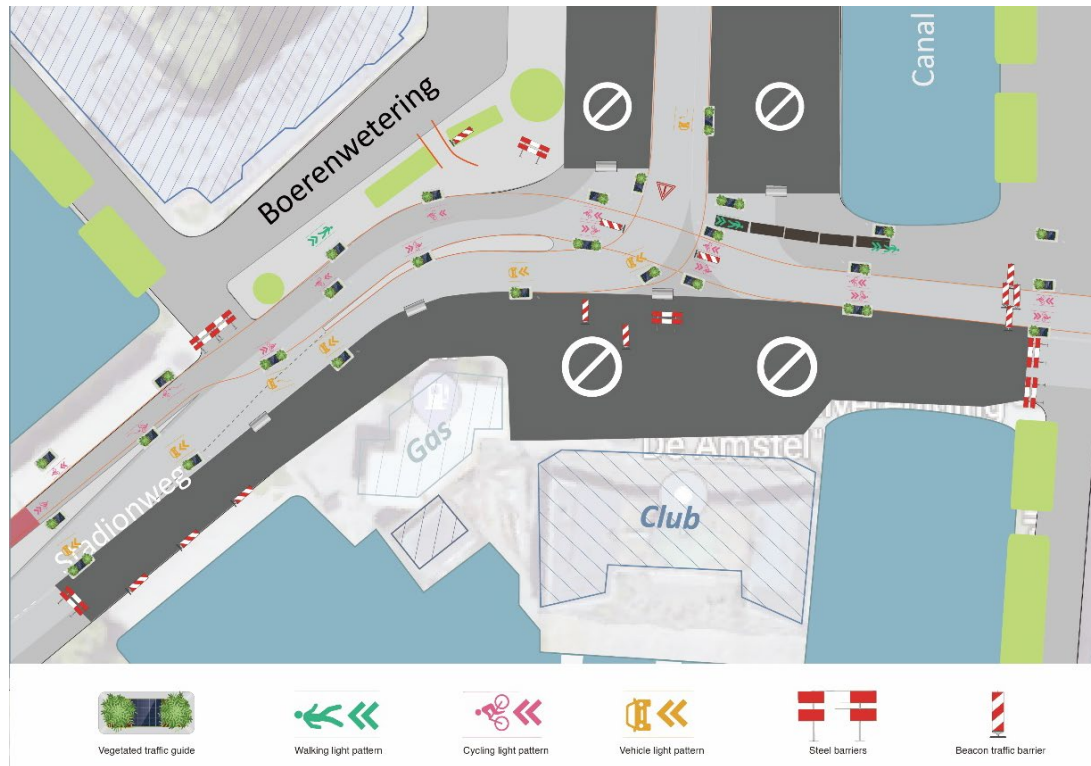 Canal
Boerenwetering
Gas
De Amstel"
Club
Stadionweg
Vegetated traffic guide
Walking light pattern
Cycling light pattern
Vehicle light pattern
Steel barriers
Beacon traffic barrier